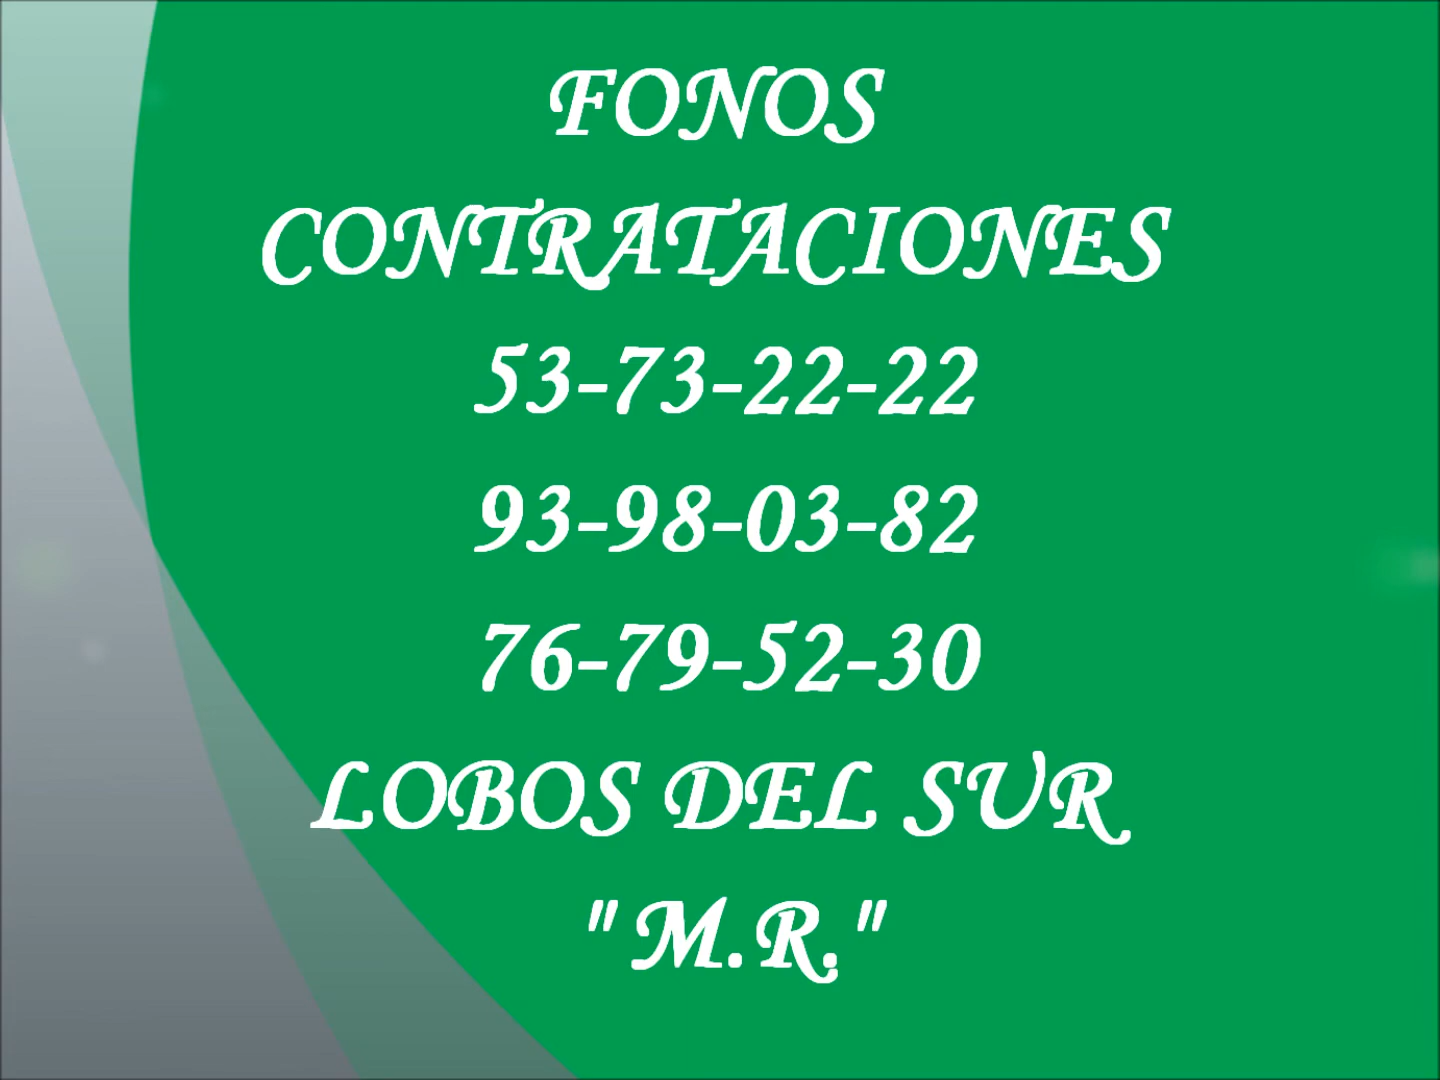 FONOS
CONTRATACIONES
53-73-22-22
93-98-03-82
76-79-52-30
LOBOS DEL SUR
"M.R."